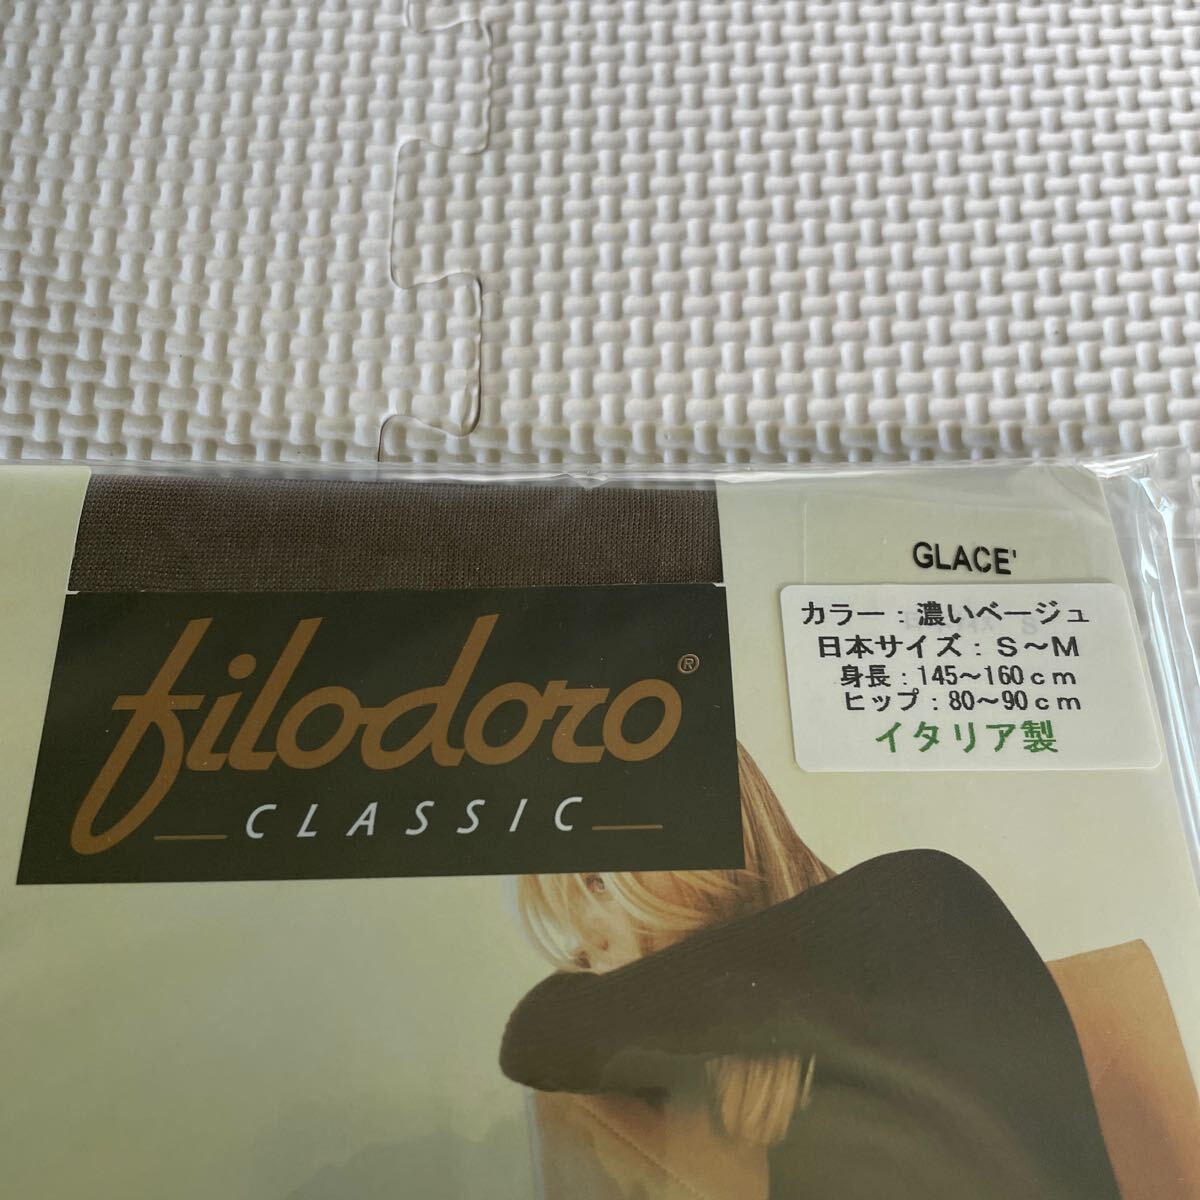 GLACE'
カラー：濃いベージュ
日本サイズ：S～M
身長：145～160cm
ヒップ：80～90cm
イタリア製
filodoro®
CLASSIC